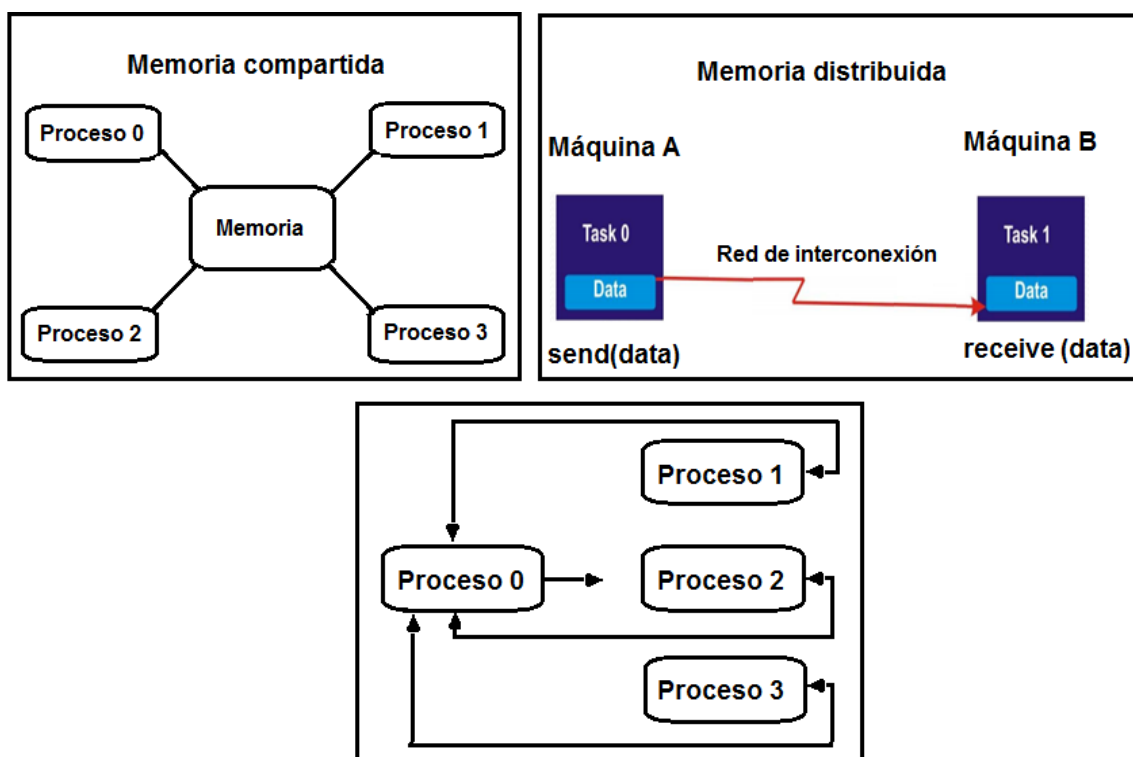 Memoria compartida
Proceso 0
Proceso 1
Memoria
Proceso 2
Proceso 3
Memoria distribuida
Máquina A
Máquina B
Task 0
Task 1
Red de interconexión
Data
Data
send(data)
receive (data)
Proceso 1
Proceso 0
Proceso 2
Proceso 3